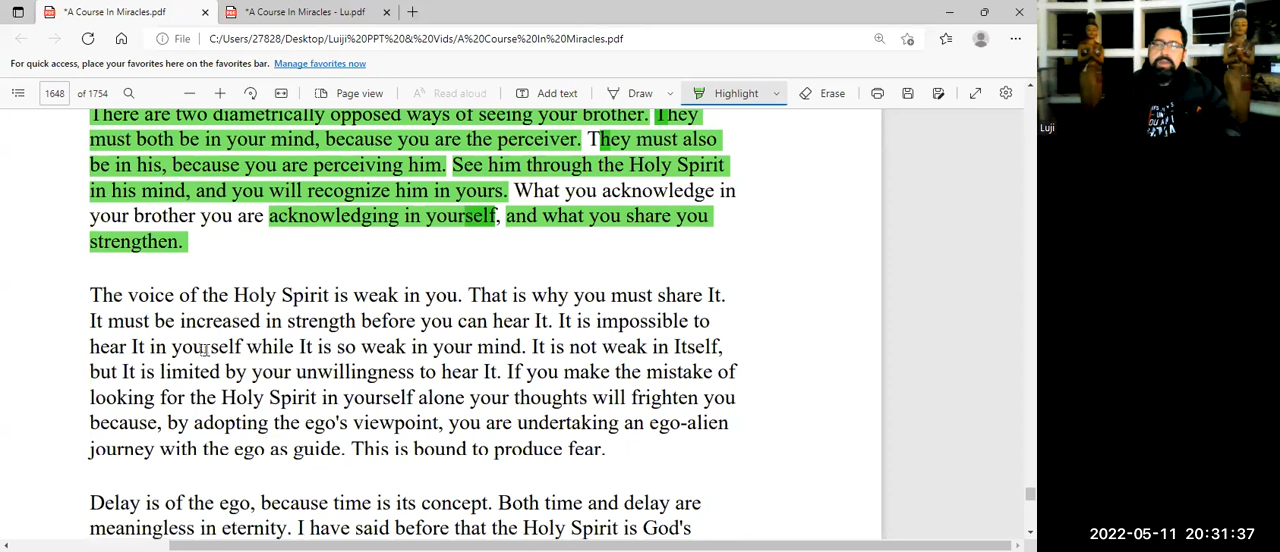 *A Course In Miracles.pdf
*A Course In Miracles - Lu.pdf
File
C:/Users/27828/Desktop/Luiji%20PPT%20&%20Vids/A%20Course%20In%20Miracles.pdf
For quick access, place your favorites here on the favorites bar. Manage favorites now
1648 of 1754
Page view
Read aloud
Add text
Draw
Highlight
Erase
There are two diametrically opposed ways of seeing your brother. They
must both be in your mind, because you are the perceiver. They must also
be in his, because you are perceiving him. See him through the Holy Spirit
in his mind, and you will recognize him in yours. What you acknowledge in
your brother you are acknowledging in yourself, and what you share you
strengthen.
The voice of the Holy Spirit is weak in you. That is why you must share It.
It must be increased in strength before you can hear It. It is impossible to
hear It in yourself while It is so weak in your mind. It is not weak in Itself,
but It is limited by your unwillingness to hear It. If you make the mistake of
looking for the Holy Spirit in yourself alone your thoughts will frighten you
because, by adopting the ego's viewpoint, you are undertaking an ego-alien
journey with the ego as guide. This is bound to produce fear.
Delay is of the ego, because time is its concept. Both time and delay are
meaningless in eternity. I have said before that the Holy Spirit is God's
Luji
2022-05-11 20:31:37